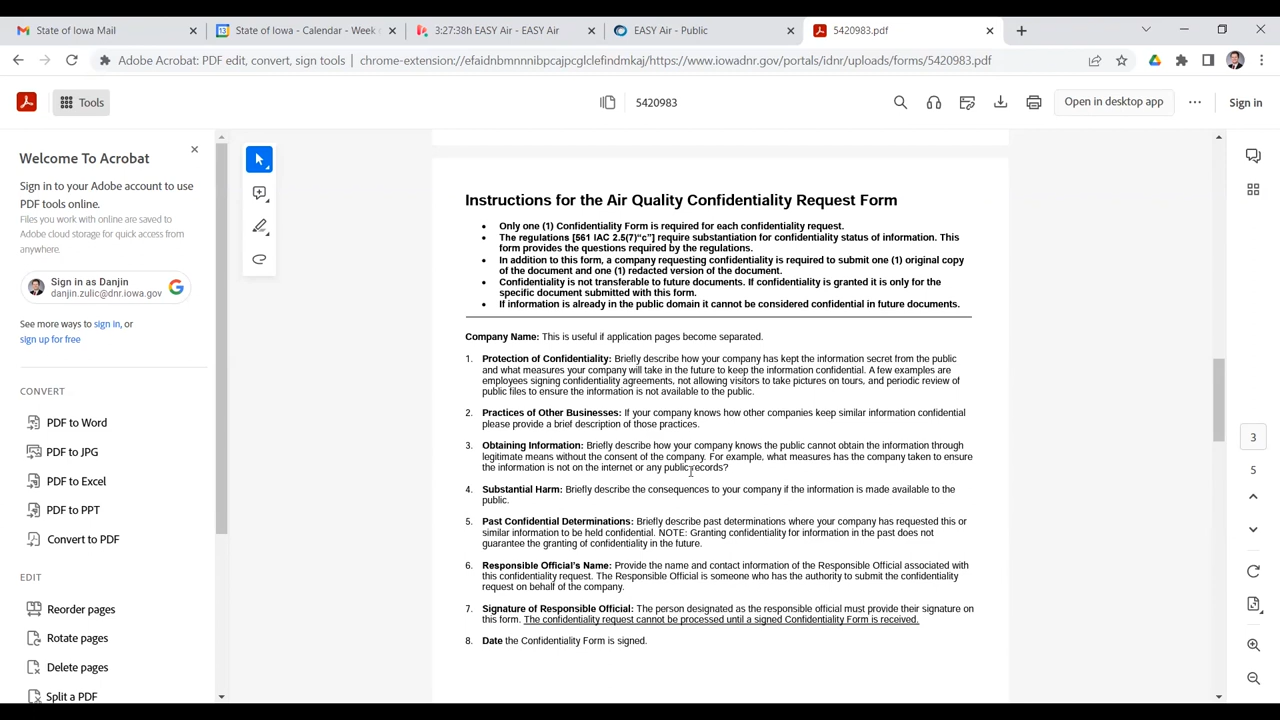 State of Iowa Mail
State of Iowa - Calendar - Week
3:27:38h EASY Air - EASY Air
EASY Air - Public
5420983.pdf
Adobe Acrobat: PDF edit, convert, sign tools | chrome-extension://efaidnbmnnnibpcajpcglclefindmkaj/https://www.iowadnr.gov/portals/idnr/uploads/forms/5420983.pdf
Tools
5420983
Open in desktop app
Sign in
Welcome To Acrobat
Sign in to your Adobe account to use
PDF tools online.
Files you work with online are saved to
Adobe cloud storage for quick access from
anywhere.
Sign in as Danjin
danjin.zulic@dnr.iowa.gov
See more ways to sign in, or
sign up for free
CONVERT
PDF to Word
PDF to JPG
PDF to Excel
PDF to PPT
Convert to PDF
EDIT
Reorder pages
Rotate pages
Delete pages
Split a PDF
Instructions for the Air Quality Confidentiality Request Form
• Only one (1) Confidentiality Form is required for each confidentiality request.
• The regulations [561 IAC 2.5(7)“c”] require substantiation for confidentiality status of information. This
form provides the questions required by the regulations.
• In addition to this form, a company requesting confidentiality is required to submit one (1) original copy
of the document and one (1) redacted version of the document.
• Confidentiality is not transferable to future documents. If confidentiality is granted it is only for the
specific document submitted with this form.
• If information is already in the public domain it cannot be considered confidential in future documents.
Company Name: This is useful if application pages become separated.
1. Protection of Confidentiality: Briefly describe how your company has kept the information secret from the public
and what measures your company will take in the future to keep the information confidential. A few examples are
employees signing confidentiality agreements, not allowing visitors to take pictures on tours, and periodic review of
public files to ensure the information is not available to the public.
2. Practices of Other Businesses: If your company knows how other companies keep similar information confidential
please provide a brief description of those practices.
3. Obtaining Information: Briefly describe how your company knows the public cannot obtain the information through
legitimate means without the consent of the company. For example, what measures has the company taken to ensure
the information is not on the internet or any public records?
4. Substantial Harm: Briefly describe the consequences to your company if the information is made available to the
public.
5. Past Confidential Determinations: Briefly describe past determinations where your company has requested this or
similar information to be held confidential. NOTE: Granting confidentiality for information in the past does not
guarantee the granting of confidentiality in the future.
6. Responsible Official's Name: Provide the name and contact information of the Responsible Official associated with
this confidentiality request. The Responsible Official is someone who has the authority to submit the confidentiality
request on behalf of the company.
7. Signature of Responsible Official: The person designated as the responsible official must provide their signature on
this form. The confidentiality request cannot be processed until a signed Confidentiality Form is received.
8. Date the Confidentiality Form is signed.
3
5